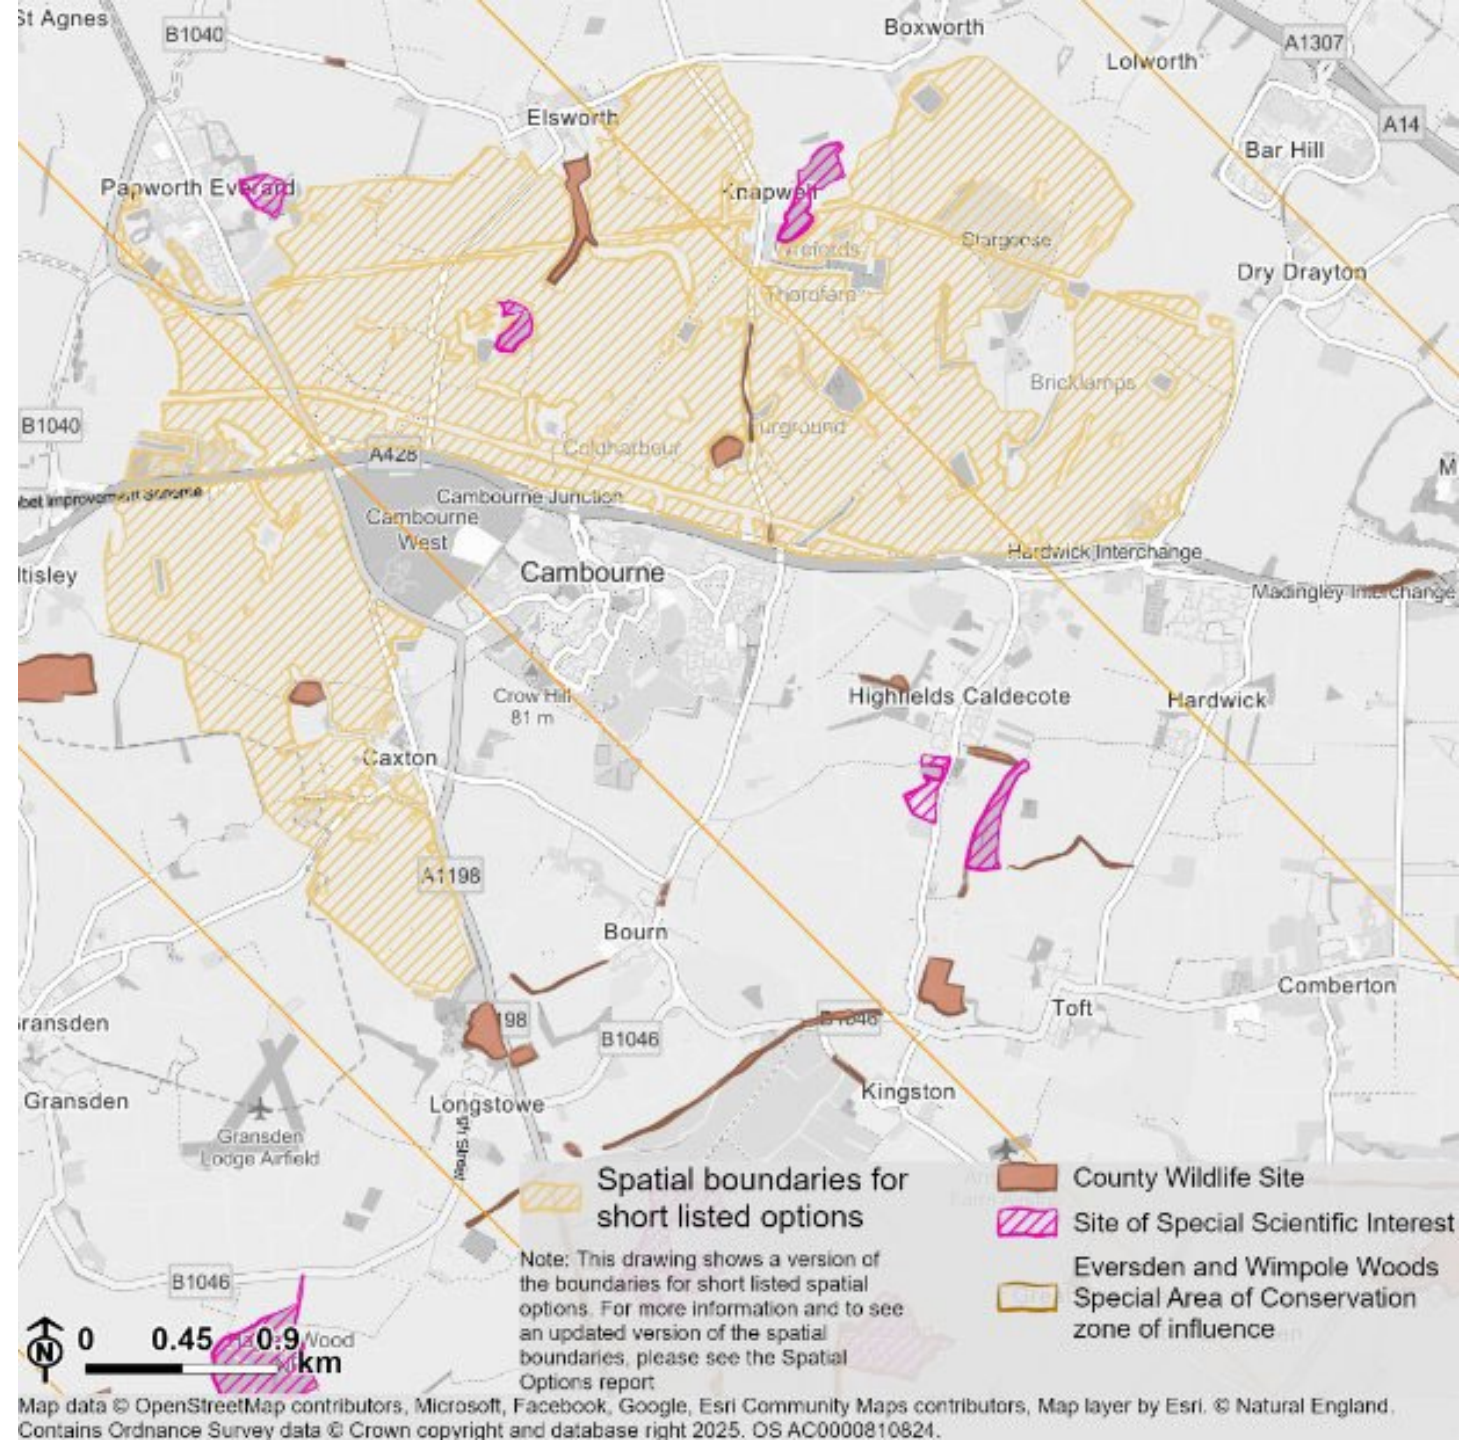 St Agnes
B1040
Boxworth
A1307
Lolworth
Elsworth
A14
Bar Hill
Papworth Everard
Knapwell
Stargoose
Dry Drayton
Thorofare
Bricklamps
B1040
Coldharbour
A428
Cambourne Junction
Cambourne
West
Hardwick Interchange
Cambourne
Madingley Interchange
Crow Hill
81 m
Highfields Caldecote
Hardwick
Caxton
A1198
Bourn
Comberton
Toft
B1046
B1046
Kingston
Gransden
Longstowe
Gransden
Lodge Airfield
B1046
Spatial boundaries for
short listed options
Note: This drawing shows a version of
the boundaries for short listed spatial
options. For more information and to see
an updated version of the spatial
boundaries, please see the Spatial
Options report
County Wildlife Site
Site of Special Scientific Interest
Eversden and Wimpole Woods
Special Area of Conservation
zone of influence
N
0 0.45 0.9
km
Wood
Map data © OpenStreetMap contributors, Microsoft, Facebook, Google, Esri Community Maps contributors, Map layer by Esri. © Natural England.
Contains Ordnance Survey data © Crown copyright and database right 2025. OS AC0000810824.